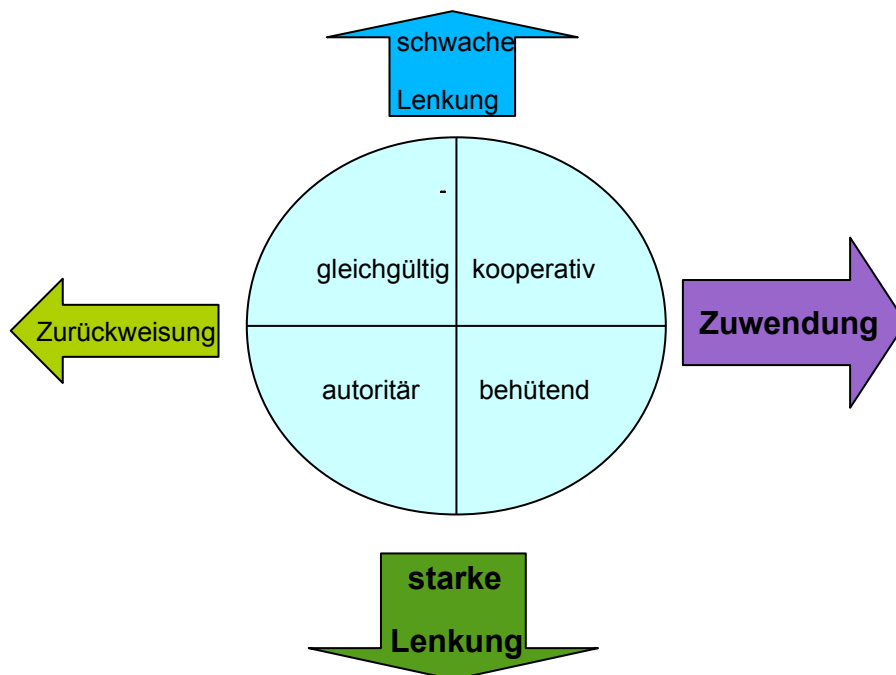 schwache
Lenkung
-
gleichgültig kooperativ
Zurückweisung
Zuwendung
autoritär behütend
starke
Lenkung